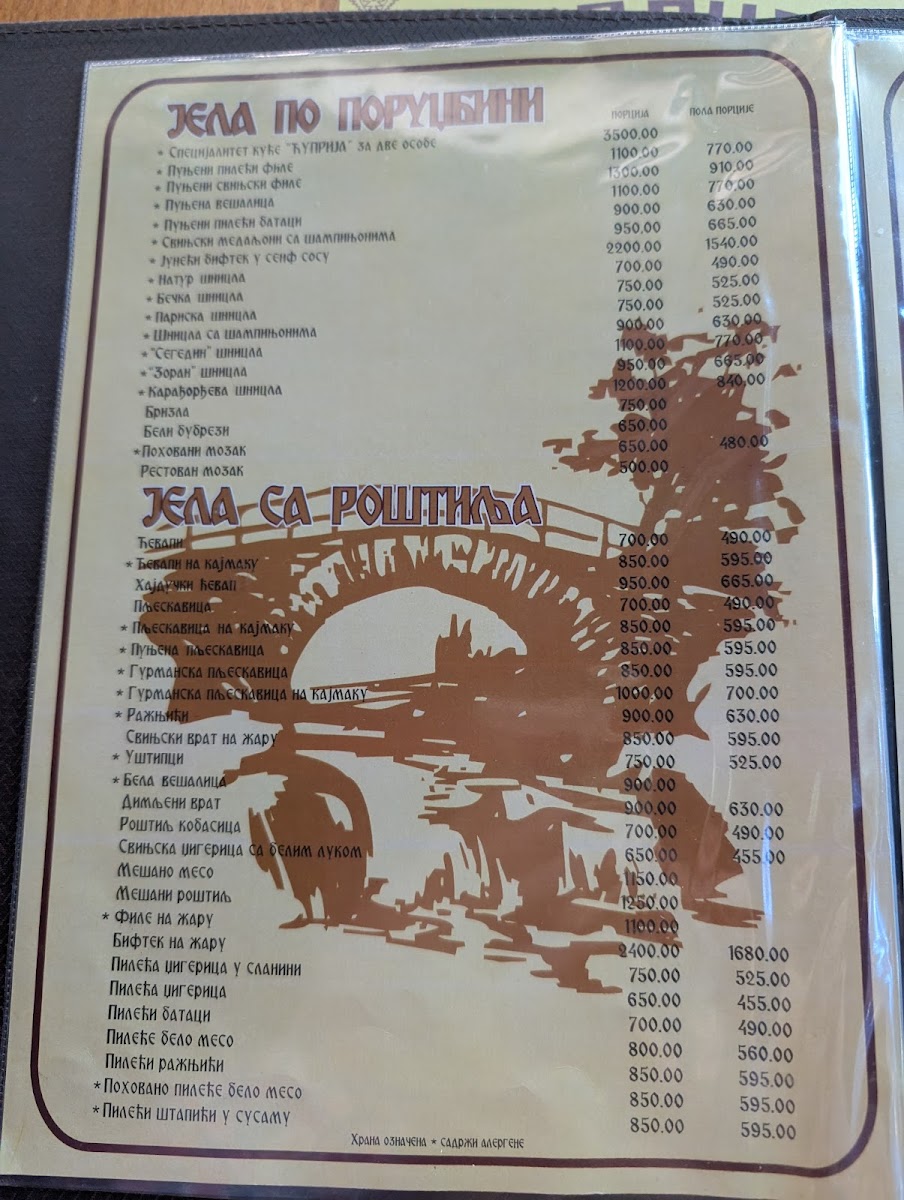 ЈЕЛА ПО ПОРУЏБИНИ ПОРЦИЈА ПОЛА ПОРЦИЈЕ
* Специјалитет куће "Ћуприја" за две особе 3500.00
* Пуњени пилећи филе 1100.00 770.00
* Пуњени свињски филе 1300.00 910.00
* Пуњена вешалица 1100.00 770.00
* Пуњени пилећи батаци 900.00 630.00
* Свињски медаљони са шампињонима 950.00 665.00
* Јунећи бифтек у сенф сосу 2200.00 1540.00
* Натур шницла 700.00 490.00
* Бечка шницла 750.00 525.00
* Париска шницла 750.00 525.00
* Шницла са шампињонима 900.00 630.00
* "Сегедин" шницла 1100.00 770.00
* "Зоран" шницла 950.00 665.00
* Карађорђева шницла 1200.00 840.00
Бризла 750.00
Бели бубрези 650.00
* Поховани мозак 650.00 480.00
Рестован мозак 500.00
ЈЕЛА СА РОШТИЉА
Ћевапи 700.00 490.00
* Ћевапи на кајмаку 850.00 595.00
Хајдучки ћевап 950.00 665.00
Пљескавица 700.00 490.00
* Пљескавица на кајмаку 850.00 595.00
* Пуњена пљескавица 850.00 595.00
* Гурманска пљескавица 850.00 595.00
* Гурманска пљескавица на кајмаку 1000.00 700.00
* Ражњићи 900.00 630.00
Свињски врат на жару 850.00 595.00
* Уштипци 750.00 525.00
* Бела вешалица 900.00
Димљени врат 900.00 630.00
Роштиљ кобасица 700.00 490.00
Свињска џигерица са белим луком 650.00 455.00
Мешано месо 1150.00
Мешани роштиљ 1250.00
* Филе на жару 1100.00
Бифтек на жару 2400.00 1680.00
Пилећа џигерица у сланини 750.00 525.00
Пилећа џигерица 650.00 455.00
Пилећи батаци 700.00 490.00
Пилеће бело месо 800.00 560.00
Пилећи ражњићи 850.00 595.00
* Поховано пилеће бело месо 850.00 595.00
* Пилећи штапићи у сусаму 850.00 595.00
Храна означена * садржи алергене